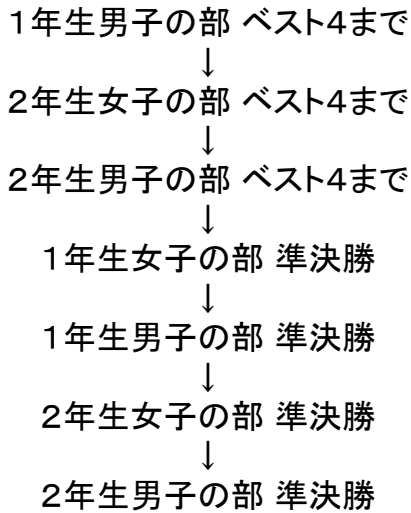 1年生男子の部 ベスト4まで
↓
2年生女子の部 ベスト4まで
↓
2年生男子の部 ベスト4まで
↓
1年生女子の部 準決勝
↓
1年生男子の部 準決勝
↓
2年生女子の部 準決勝
↓
2年生男子の部 準決勝